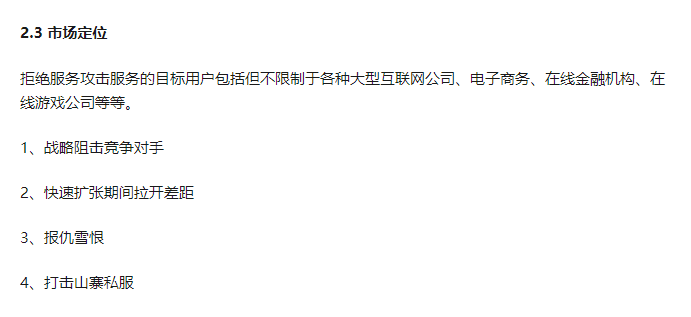 2.3 市场定位
拒绝服务攻击服务的目标用户包括但不限制于各种大型互联网公司、电子商务、在线金融机构、在
线游戏公司等等。
1、战略阻击竞争对手
2、快速扩张期间拉开差距
3、报仇雪恨
4、打击山寨私服